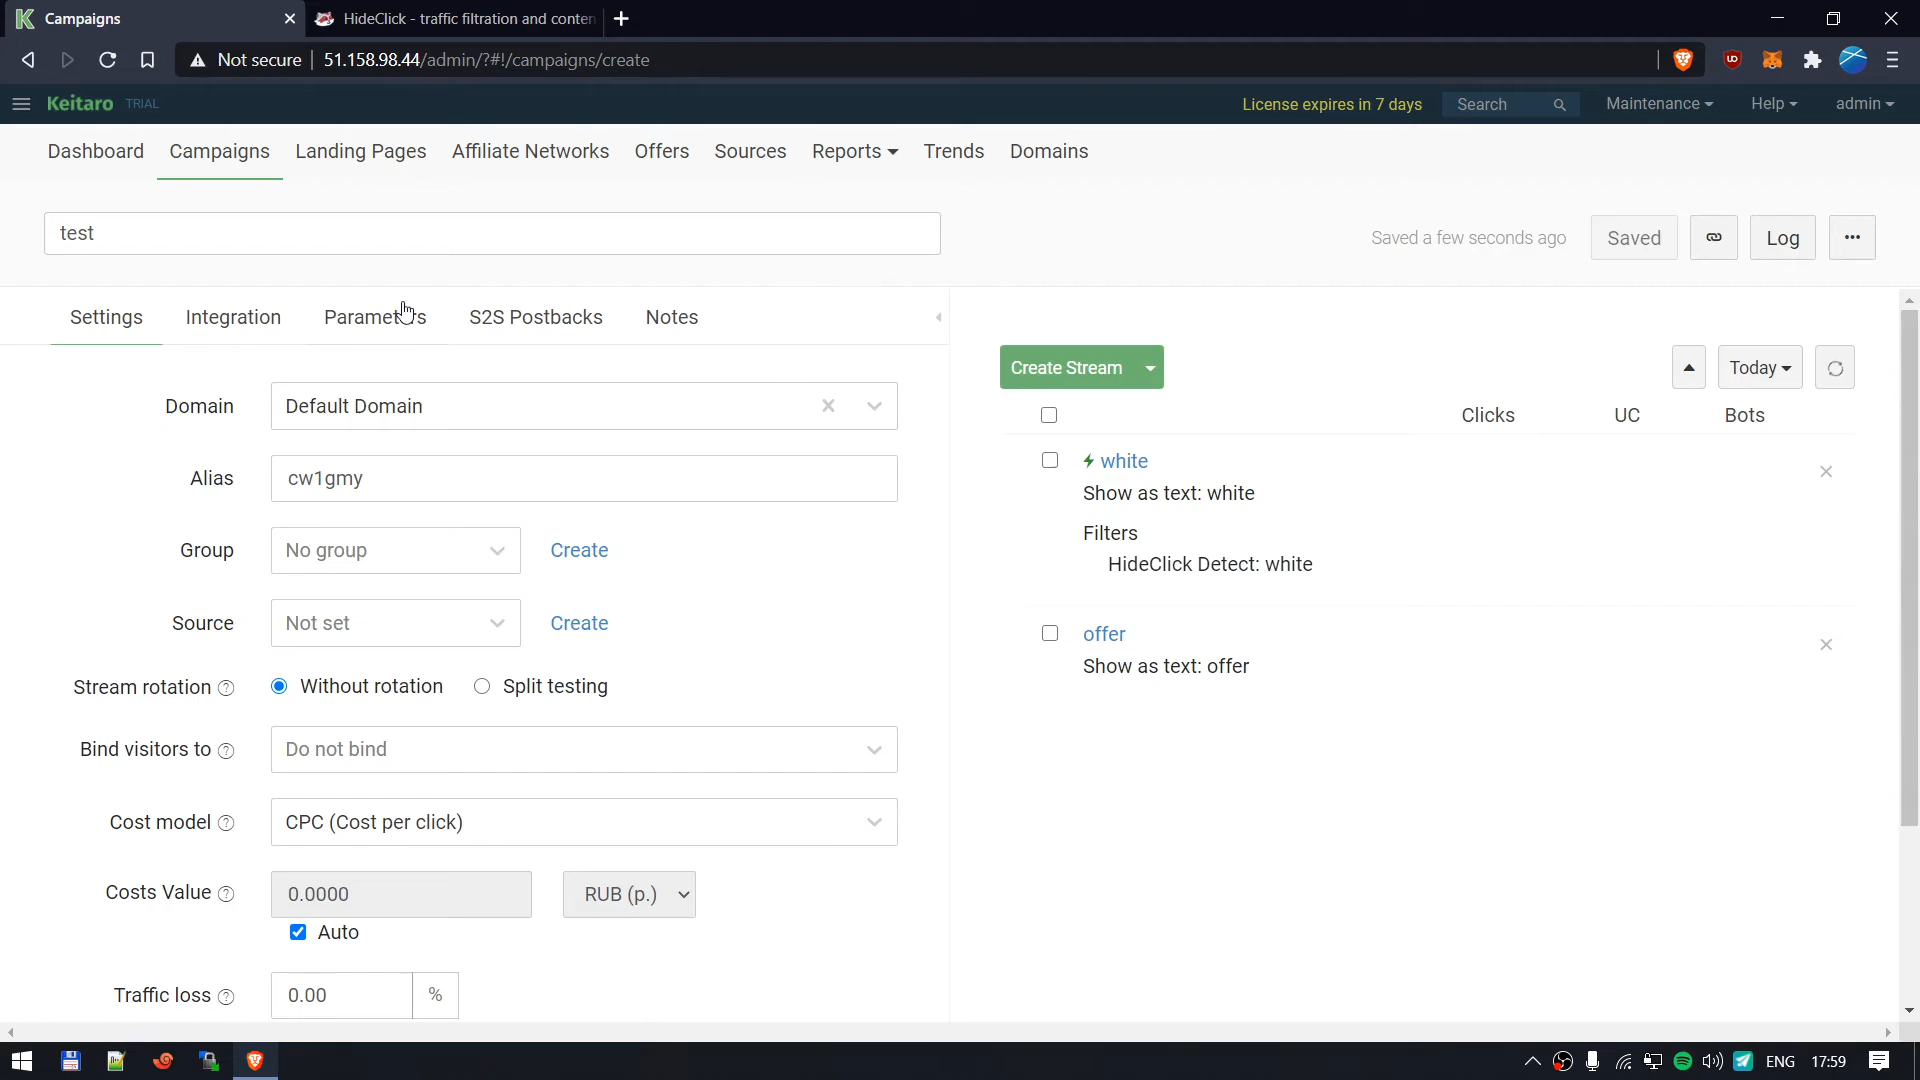 Campaigns
HideClick - traffic filtration and conten
Not secure 51.158.98.44/admin/?#!/campaigns/create
Keitaro TRIAL
License expires in 7 days
Search
Maintenance
Help
admin
Dashboard Campaigns Landing Pages Affiliate Networks Offers Sources Reports Trends Domains
test
Saved a few seconds ago
Saved
Log
Settings Integration Parameters S2S Postbacks Notes
Domain Default Domain
Alias cw1gmy
Group No group Create
Source Not set Create
Stream rotation ? Without rotation Split testing
Bind visitors to ? Do not bind
Cost model ? CPC (Cost per click)
Costs Value ? 0.0000 RUB (p.)
Auto
Traffic loss ? 0.00 %
Create Stream
Today
Clicks UC Bots
white
Show as text: white
Filters
HideClick Detect: white
offer
Show as text: offer
ENG 17:59